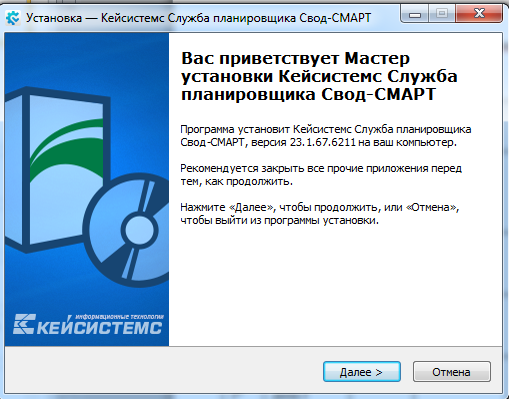 Установка — Кейсистемс Служба планировщика Свод-СМАРТ
Вас приветствует Мастер
установки Кейсистемс Служба
планировщика Свод-СМАРТ
Программа установит Кейсистемс Служба планировщика
Свод-СМАРТ, версия 23.1.67.6211 на ваш компьютер.
Рекомендуется закрыть все прочие приложения перед
тем, как продолжить.
Нажмите «Далее», чтобы продолжить, или «Отмена»,
чтобы выйти из программы установки.
информационные технологии
КЕЙСИСТЕМС
Далее >
Отмена